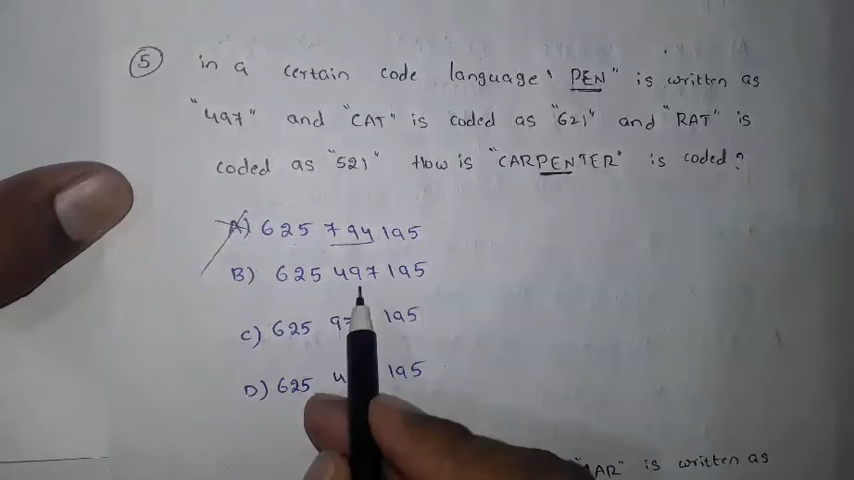 5 in a certain code language "PEN" is written as
"497" and "CAT" is coded as "621" and "RAT" is
coded as "521" How is "CARPENTER" is coded?
A) 625 794 195
B) 625 497 195
C) 625 195
D) 625 195
is written as